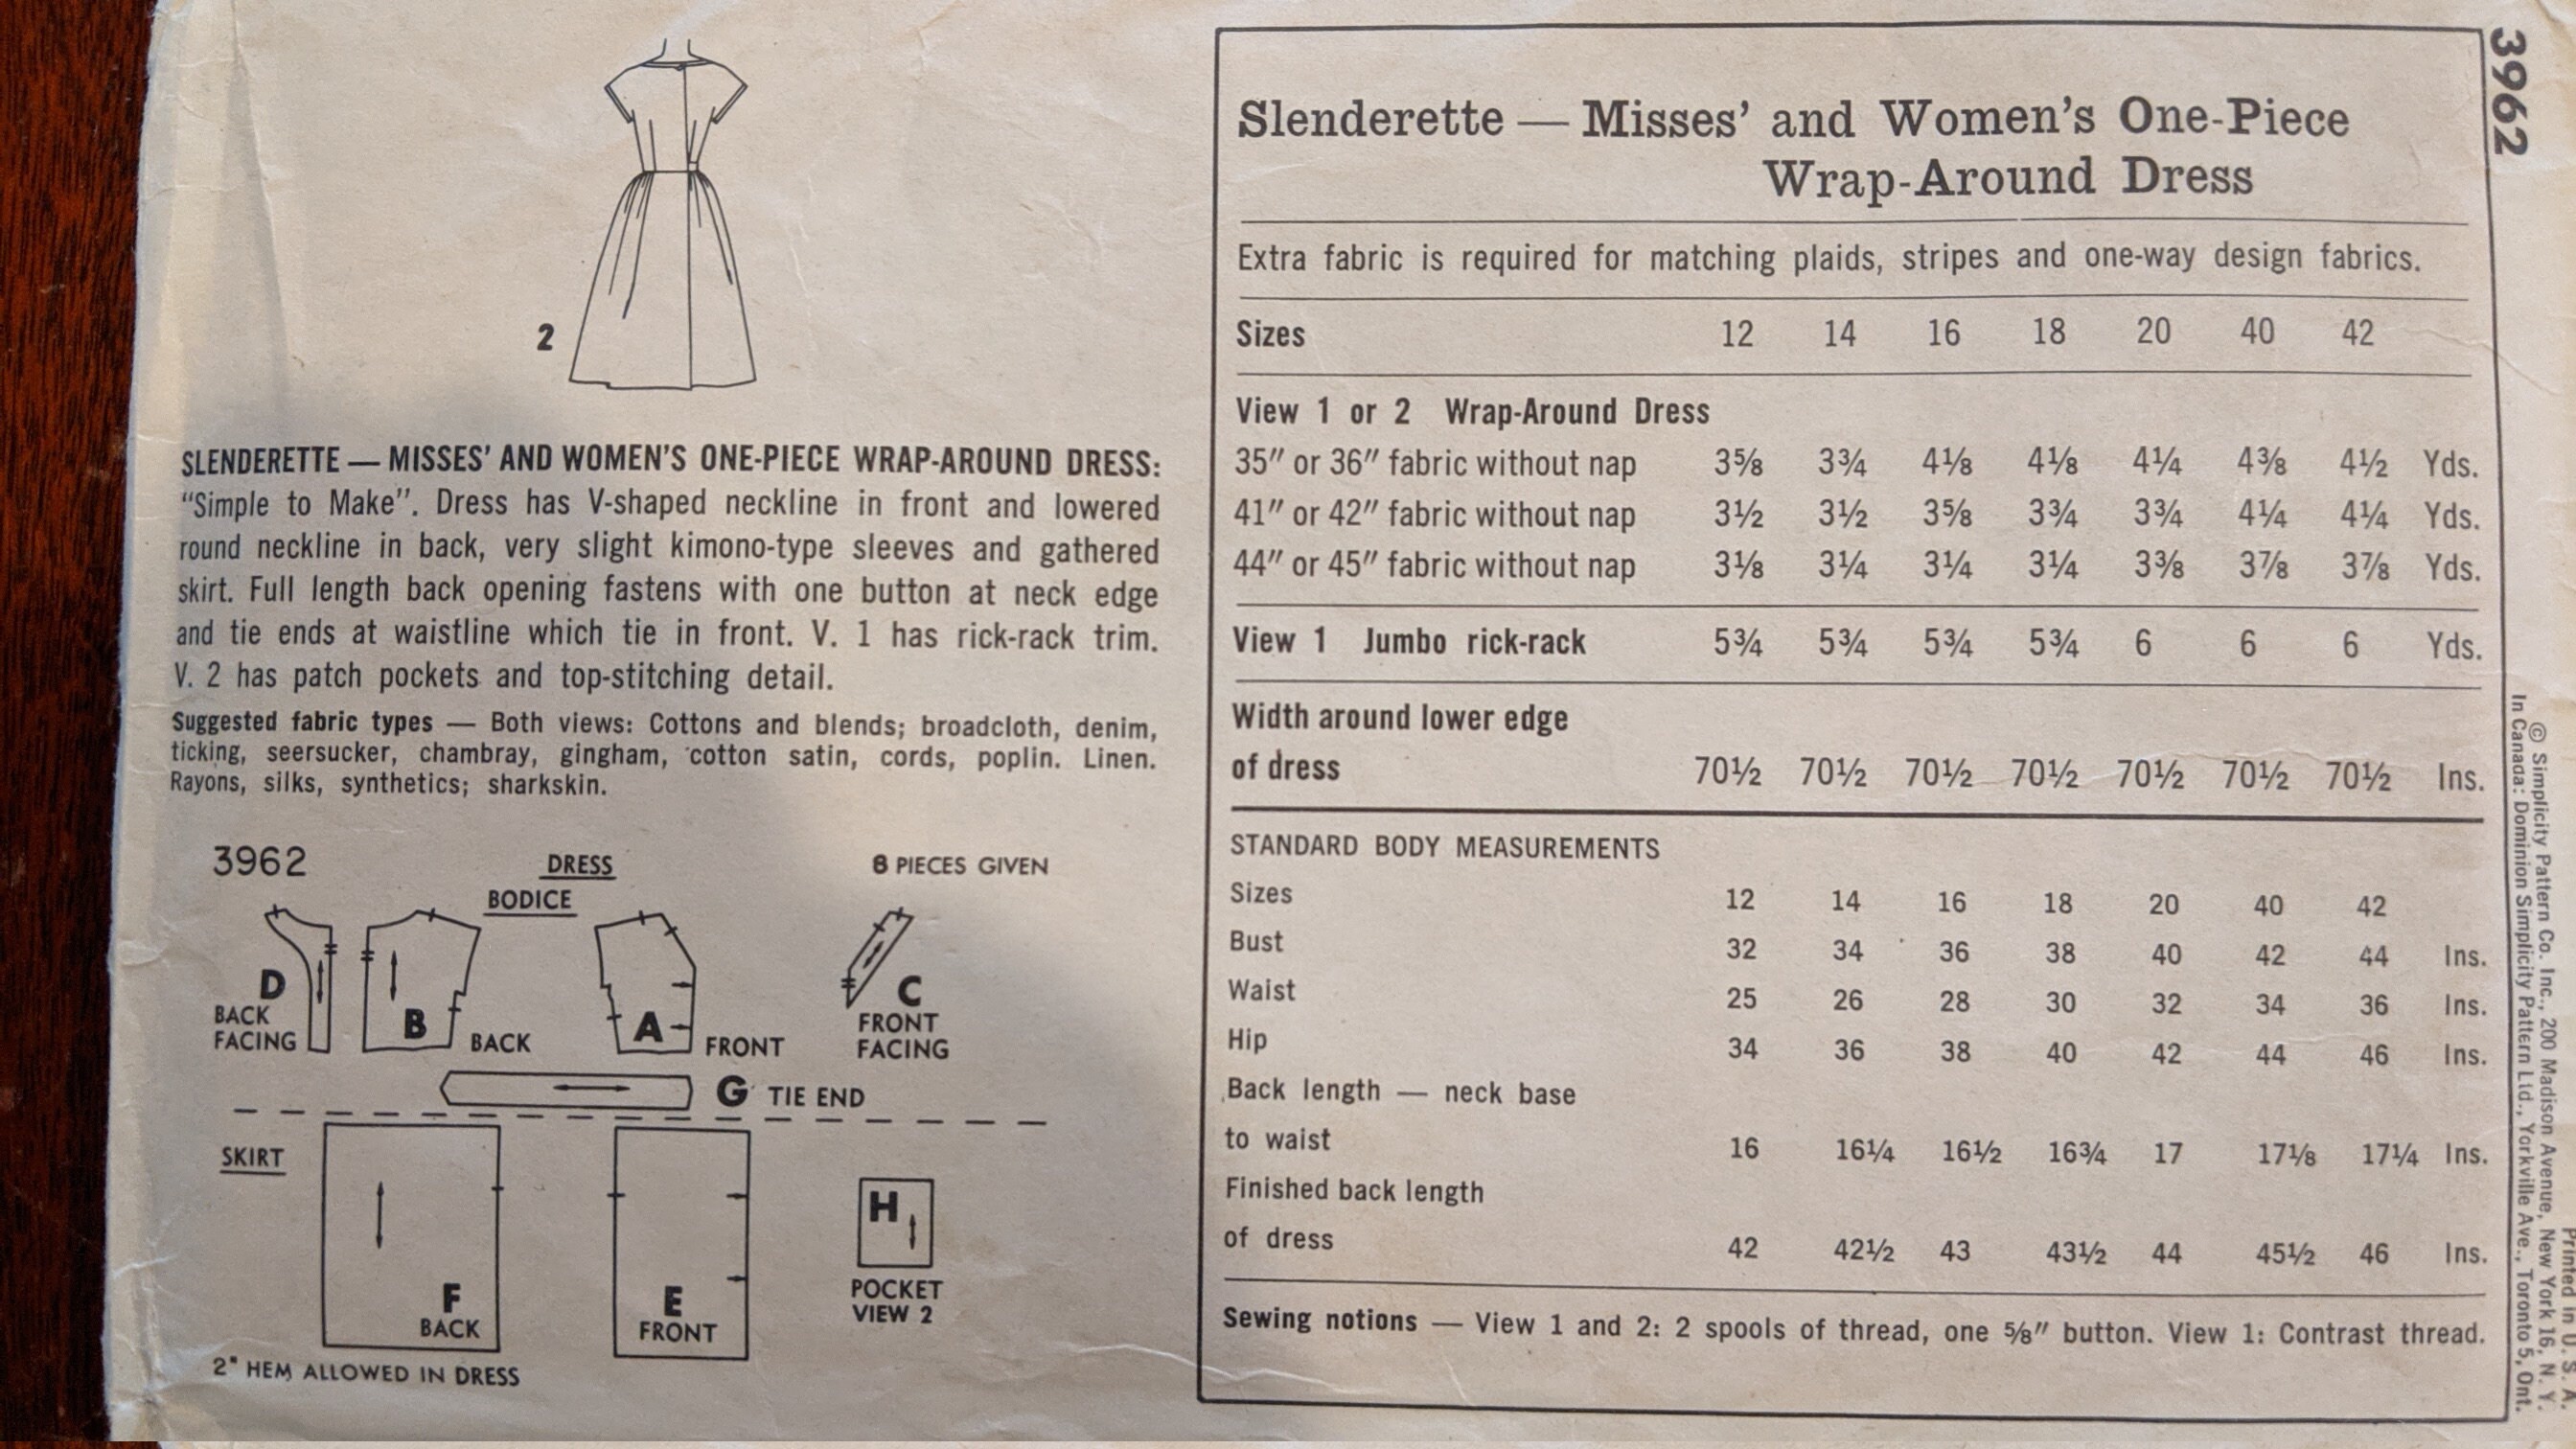 2
SLENDERETTE — MISSES' AND WOMEN'S ONE-PIECE WRAP-AROUND DRESS:
“Simple to Make”. Dress has V-shaped neckline in front and lowered
round neckline in back, very slight kimono-type sleeves and gathered
skirt. Full length back opening fastens with one button at neck edge
and tie ends at waistline which tie in front. V. 1 has rick-rack trim.
V. 2 has patch pockets and top-stitching detail.
Suggested fabric types — Both views: Cottons and blends; broadcloth, denim,
ticking, seersucker, chambray, gingham, cotton satin, cords, poplin. Linen.
Rayons, silks, synthetics; sharkskin.
3962 DRESS 8 PIECES GIVEN
BODICE
D
BACK
FACING
B
BACK
A
FRONT
C
FRONT
FACING
G TIE END
SKIRT
F
BACK
E
FRONT
H
POCKET
VIEW 2
2" HEM ALLOWED IN DRESS
3962
Slenderette — Misses' and Women's One-Piece
Wrap-Around Dress
Extra fabric is required for matching plaids, stripes and one-way design fabrics.
Sizes 12 14 16 18 20 40 42
View 1 or 2 Wrap-Around Dress
35″ or 36″ fabric without nap 3⅝ 3¾ 4⅛ 4⅛ 4¼ 4⅜ 4½ Yds.
41″ or 42″ fabric without nap 3½ 3½ 3⅝ 3¾ 3¾ 4¼ 4¼ Yds.
44″ or 45″ fabric without nap 3⅛ 3¼ 3¼ 3¼ 3⅜ 3⅞ 3⅞ Yds.
View 1 Jumbo rick-rack 5¾ 5¾ 5¾ 5¾ 6 6 6 Yds.
Width around lower edge
of dress 70½ 70½ 70½ 70½ 70½ 70½ 70½ Ins.
STANDARD BODY MEASUREMENTS
Sizes 12 14 16 18 20 40 42
Bust 32 34 36 38 40 42 44 Ins.
Waist 25 26 28 30 32 34 36 Ins.
Hip 34 36 38 40 42 44 46 Ins.
Back length — neck base
to waist 16 16¼ 16½ 16¾ 17 17⅛ 17¼ Ins.
Finished back length
of dress 42 42½ 43 43½ 44 45½ 46 Ins.
Sewing notions — View 1 and 2: 2 spools of thread, one ⅝″ button. View 1: Contrast thread.
© Simplicity Pattern Co. Inc., 200 Madison Avenue, New York 16, N. Y.
In Canada: Dominion Simplicity Pattern Ltd., Yorkville Ave., Toronto 5, Ont.
Printed in U. S. A.